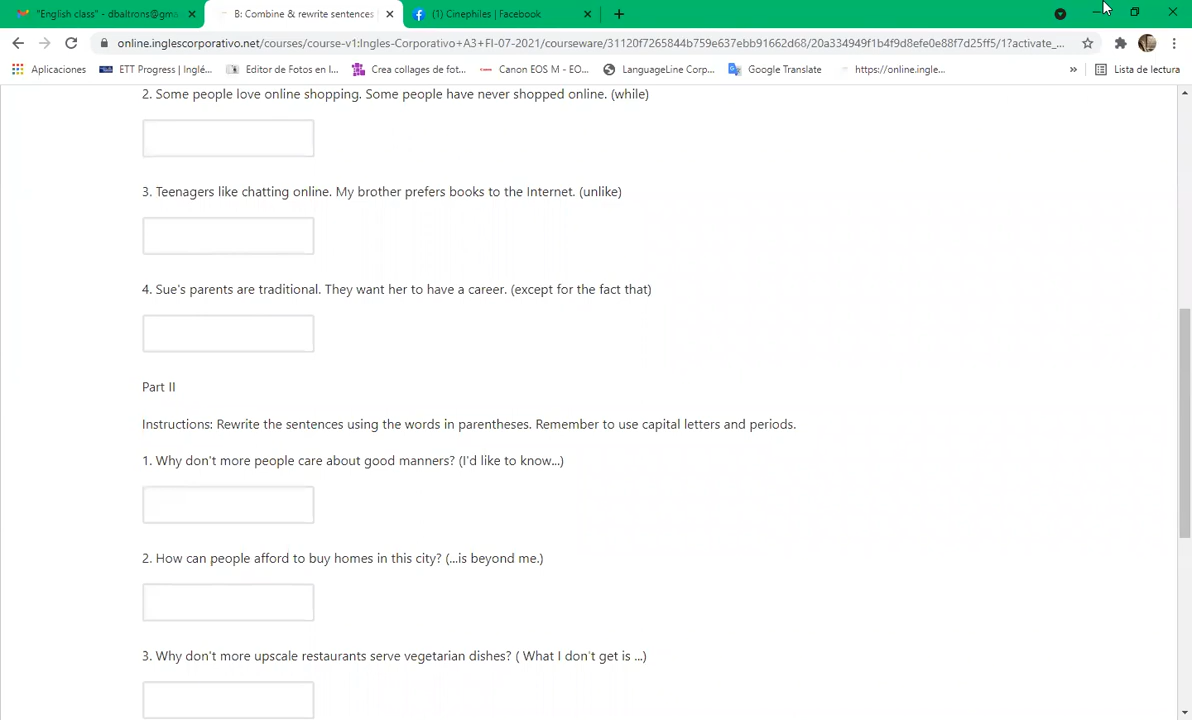 "English class" - dbaltrons@gma
B: Combine & rewrite sentences
(1) Cinephiles | Facebook
online.inglescorporativo.net/courses/course-v1:Ingles-Corporativo+A3+FI-07-2021/courseware/31120f7265844b759e637ebb91662d68/20a334949f1b4f9d8efe0e88f7d25ff5/1?activate_...
Aplicaciones
ETT Progress | Inglé...
Editor de Fotos en l...
Crea collages de fot...
Canon EOS M - EO...
LanguageLine Corp...
Google Translate
https://online.ingle...
»
Lista de lectura
2. Some people love online shopping. Some people have never shopped online. (while)
3. Teenagers like chatting online. My brother prefers books to the Internet. (unlike)
4. Sue's parents are traditional. They want her to have a career. (except for the fact that)
Part II
Instructions: Rewrite the sentences using the words in parentheses. Remember to use capital letters and periods.
1. Why don't more people care about good manners? (I'd like to know...)
2. How can people afford to buy homes in this city? (...is beyond me.)
3. Why don't more upscale restaurants serve vegetarian dishes? ( What I don't get is ...)